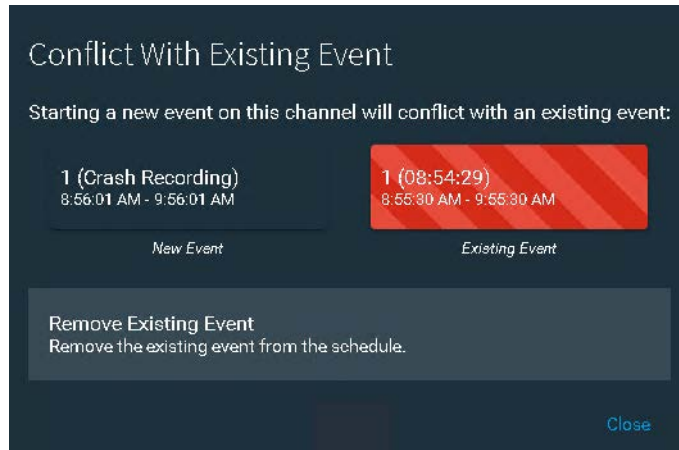 Conflict With Existing Event
Starting a new event on this channel will conflict with an existing event:
1 (Crash Recording)
8:56:01 AM - 9:56:01 AM
New Event
1 (08:54:29)
8:55:30 AM - 9:55:30 AM
Existing Event
Remove Existing Event
Remove the existing event from the schedule.
Close